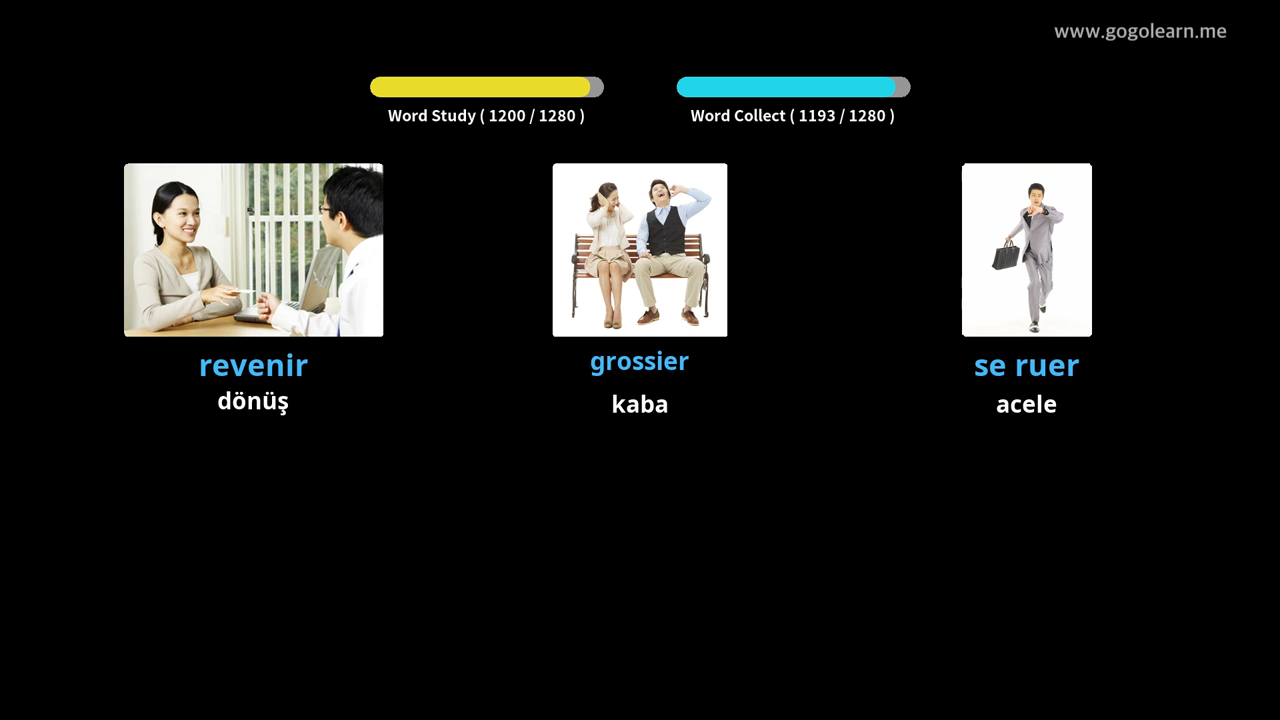 www.gogolearn.me
Word Study ( 1200 / 1280 )
Word Collect ( 1193 / 1280 )
revenir
dönüş
grossier
kaba
se ruer
acele